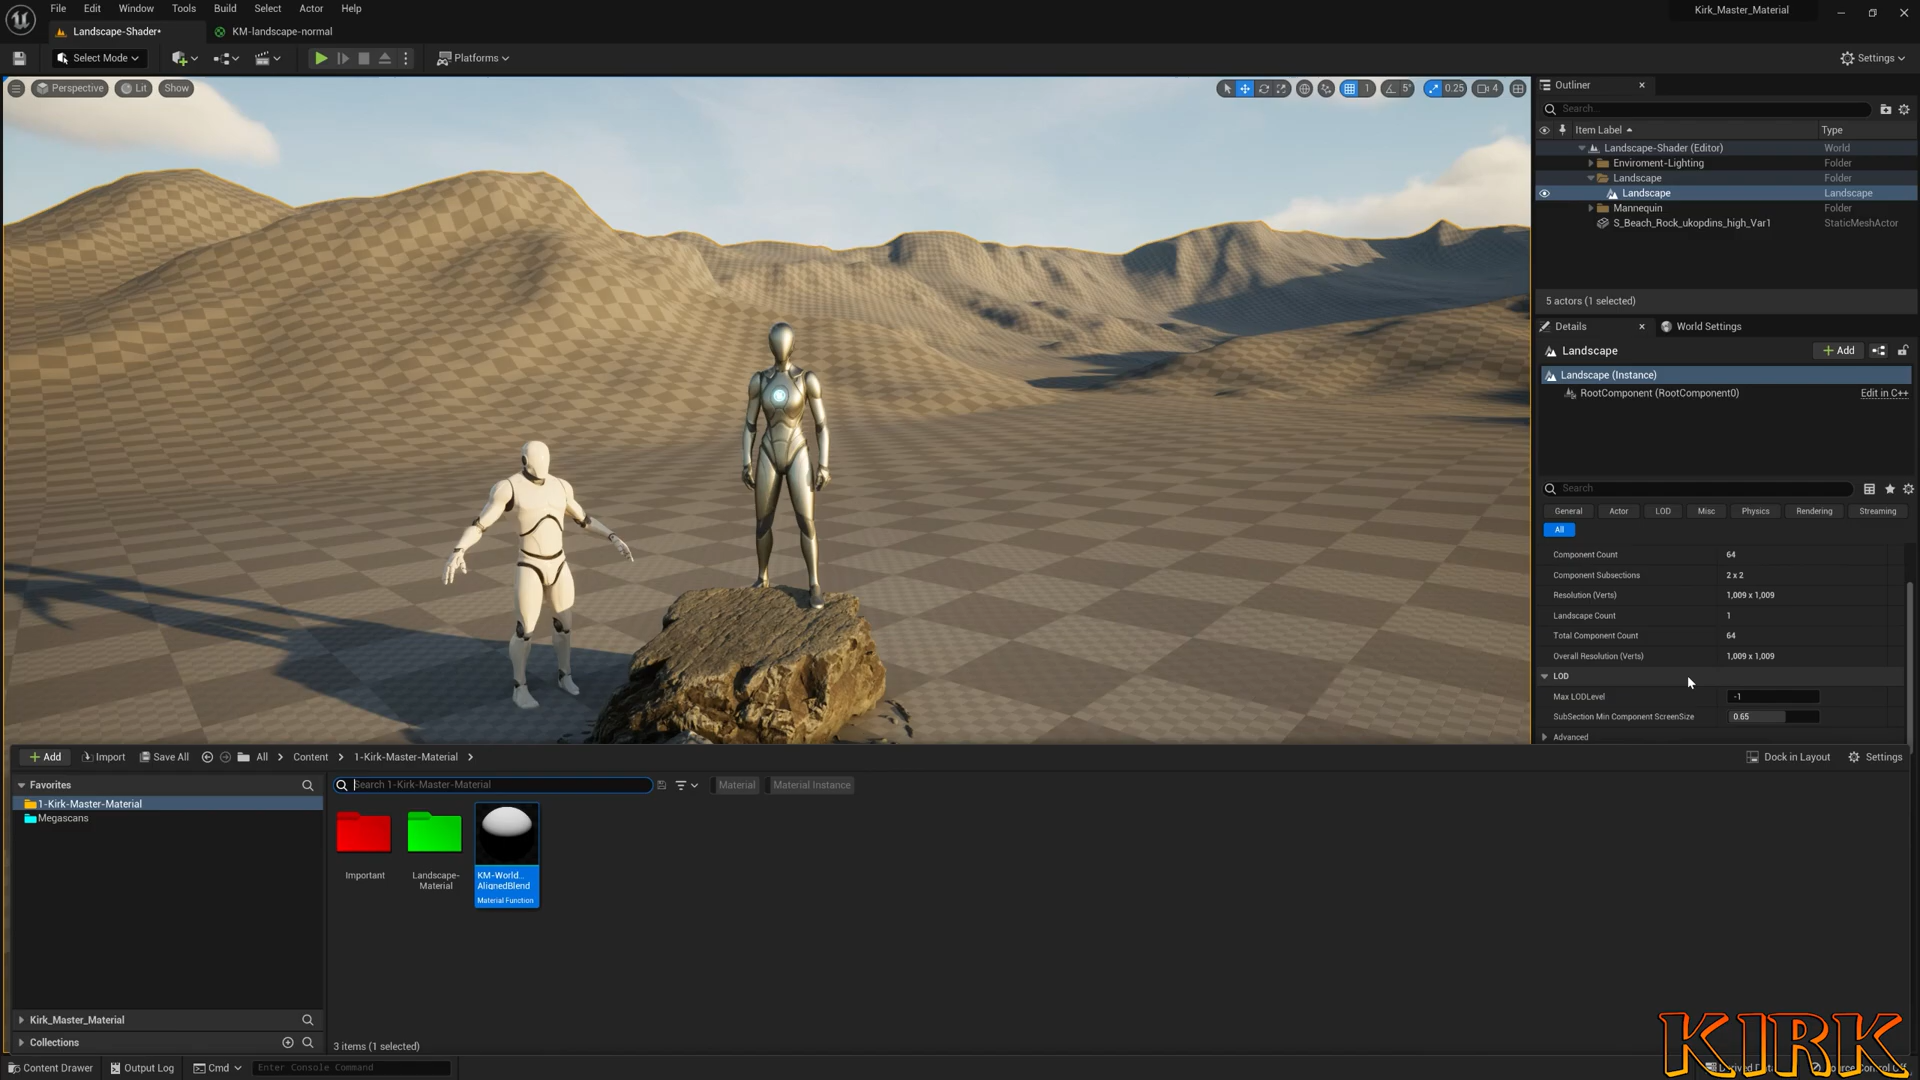 File Edit Window Tools Build Select Actor Help
Kirk_Master_Material
Landscape-Shader•
KM-landscape-normal
Select Mode
Platforms
Settings
Perspective
Lit
Show
1
5°
0.25
4
Outliner
Search...
Item Label
Type
Landscape-Shader (Editor)
World
Enviroment-Lighting
Folder
Landscape
Folder
Landscape
Landscape
Mannequin
Folder
S_Beach_Rock_ukopdins_high_Var1
StaticMeshActor
5 actors (1 selected)
Details
World Settings
Landscape
+ Add
Landscape (Instance)
RootComponent (RootComponent0)
Edit in C++
Search
General
Actor
LOD
Misc
Physics
Rendering
Streaming
All
Component Count
64
Component Subsections
2 x 2
Resolution (Verts)
1,009 x 1,009
Landscape Count
1
Total Component Count
64
Overall Resolution (Verts)
1,009 x 1,009
LOD
Max LODLevel
-1
SubSection Min Component ScreenSize
0.65
Advanced
+ Add
Import
Save All
All > Content > 1-Kirk-Master-Material >
Dock in Layout
Settings
Favorites
1-Kirk-Master-Material
Megascans
Search 1-Kirk-Master-Material
Material
Material Instance
Important
Landscape-
Material
KM-World...
AlignedBlend
Material Function
Kirk_Master_Material
Collections
3 items (1 selected)
Content Drawer
Output Log
Cmd
Enter Console Command
KIRK